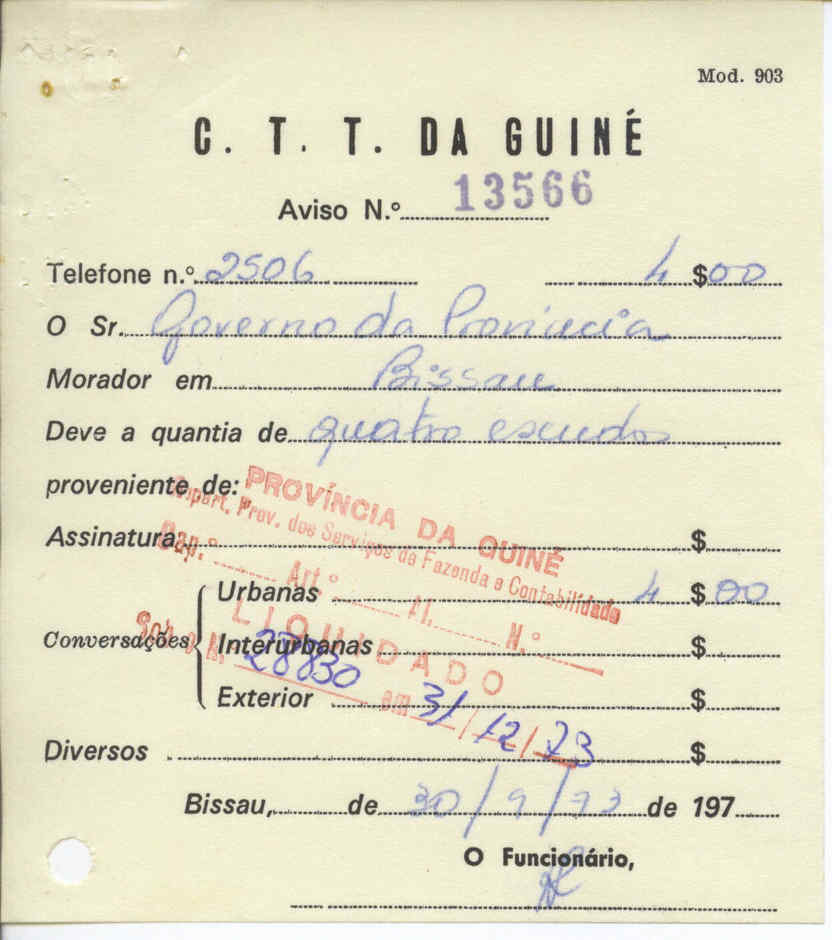 Mod. 903
C. T. T. DA GUINÉ
Aviso N.º 13566
Telefone n.º 2506 4 $00
O Sr. Governo da Provincia
Morador em Bissau
Deve a quantia de quatro escudos
proveniente de:
PROVÍNCIA DA GUINÉ
Repart. Prov. dos Serviços de Fazenda e Contabilidade
Assinatura $
Cap.º Art.º N.º
Urbanas 4 $00
LIQUIDADO
Conversações Interurbanas $
28830 em 31/12/73
Exterior $
Diversos $
Bissau, de 30/9/73 de 197
O Funcionário,